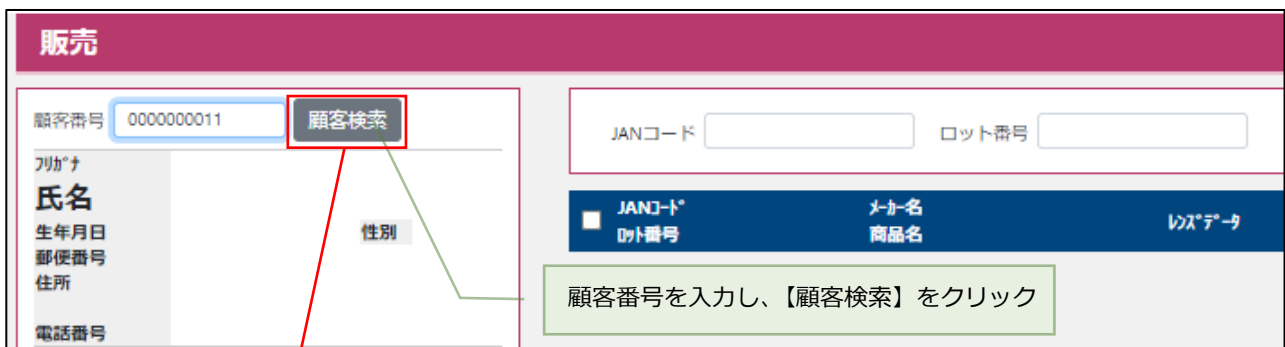 販売
顧客番号 0000000011 顧客検索
ﾌﾘｶﾞﾅ
氏名
生年月日 性別
郵便番号
住所
電話番号
JANコード ロット番号
JANｺｰﾄﾞ ﾒｰｶｰ名 ﾚﾝｽﾞﾃﾞｰﾀ
ﾛｯﾄ番号 商品名
顧客番号を入力し、【顧客検索】をクリック